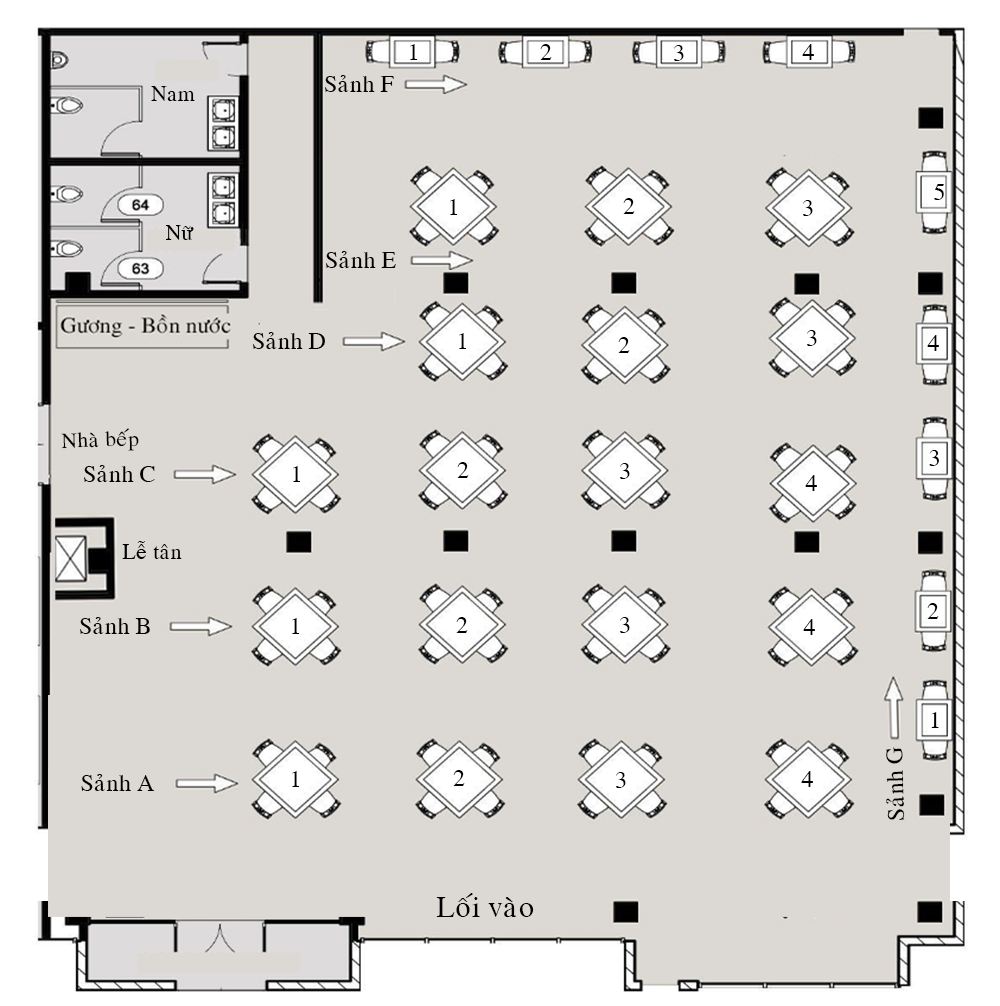 1 2 3 4
Sảnh F
Nam
5
64
1 2 3
Nữ
Sảnh E
63
Gương - Bồn nước
Sảnh D 1 2 3 4
Nhà bếp
Sảnh C 1 2 3 4 3
Lễ tân
Sảnh B 1 2 3 4 2
1
Sảnh A 1 2 3 4
Sảnh G
Lối vào